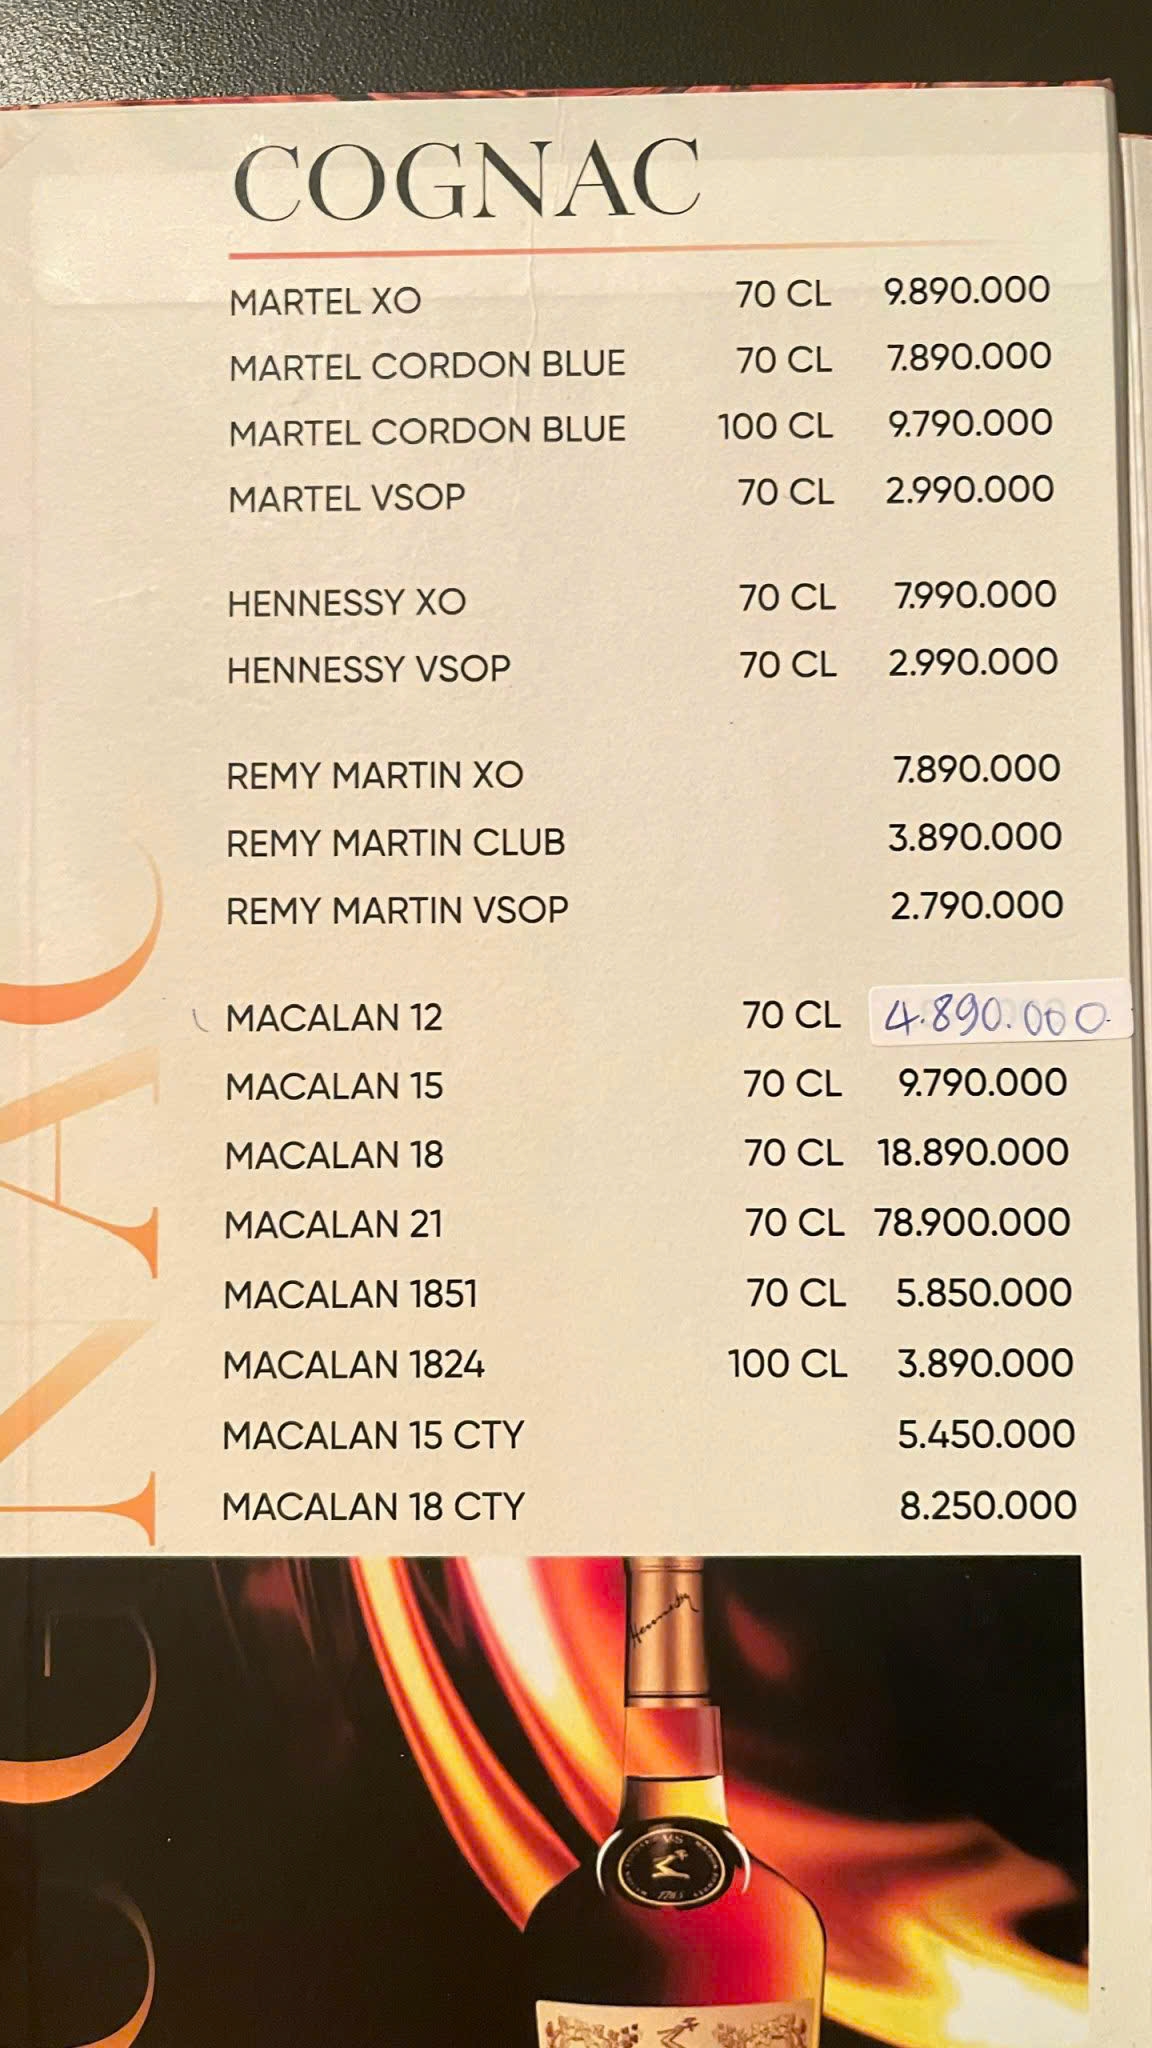 COGNAC
MARTEL XO 70 CL 9.890.000
MARTEL CORDON BLUE 70 CL 7.890.000
MARTEL CORDON BLUE 100 CL 9.790.000
MARTEL VSOP 70 CL 2.990.000
HENNESSY XO 70 CL 7.990.000
HENNESSY VSOP 70 CL 2.990.000
REMY MARTIN XO 7.890.000
REMY MARTIN CLUB 3.890.000
REMY MARTIN VSOP 2.790.000
MACALAN 12 70 CL 4.890.000
MACALAN 15 70 CL 9.790.000
MACALAN 18 70 CL 18.890.000
MACALAN 21 70 CL 78.900.000
MACALAN 1851 70 CL 5.850.000
MACALAN 1824 100 CL 3.890.000
MACALAN 15 CTY 5.450.000
MACALAN 18 CTY 8.250.000
COGNAC
Hennessy